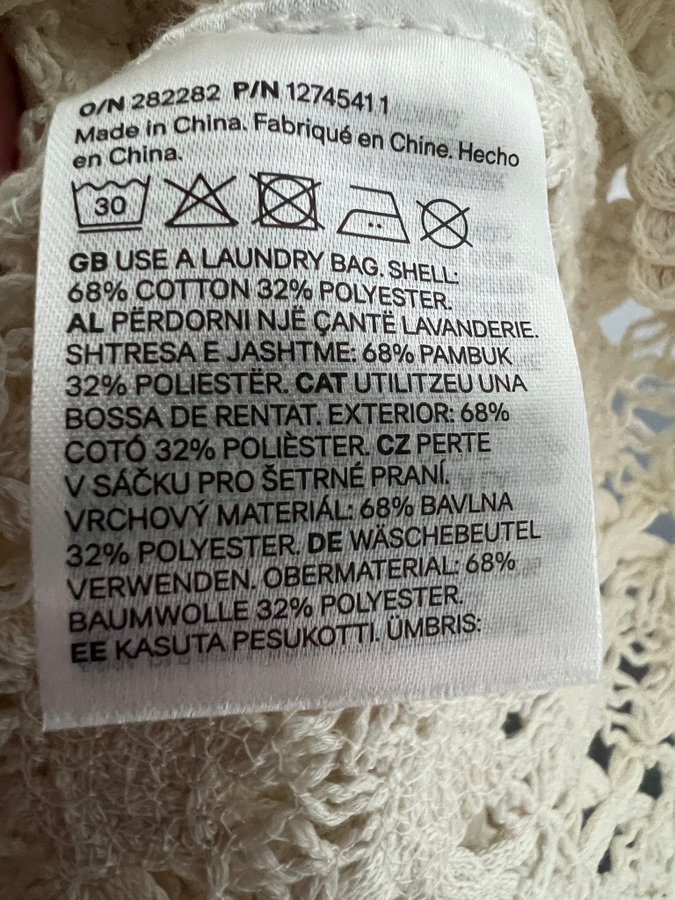 O/N 282282 P/N 1274541 1
Made in China. Fabriqué en Chine. Hecho
en China.
30
GB USE A LAUNDRY BAG. SHELL:
68% COTTON 32% POLYESTER.
AL PËRDORNI NJË ÇANTË LAVANDERIE.
SHTRESA E JASHTME: 68% PAMBUK
32% POLIESTËR. CAT UTILITZEU UNA
BOSSA DE RENTAT. EXTERIOR: 68%
COTÓ 32% POLIÈSTER. CZ PERTE
V SÁČKU PRO ŠETRNÉ PRANÍ.
VRCHOVÝ MATERIÁL: 68% BAVLNA
32% POLYESTER. DE WÄSCHEBEUTEL
VERWENDEN. OBERMATERIAL: 68%
BAUMWOLLE 32% POLYESTER.
EE KASUTA PESUKOTTI. ÜMBRIS: